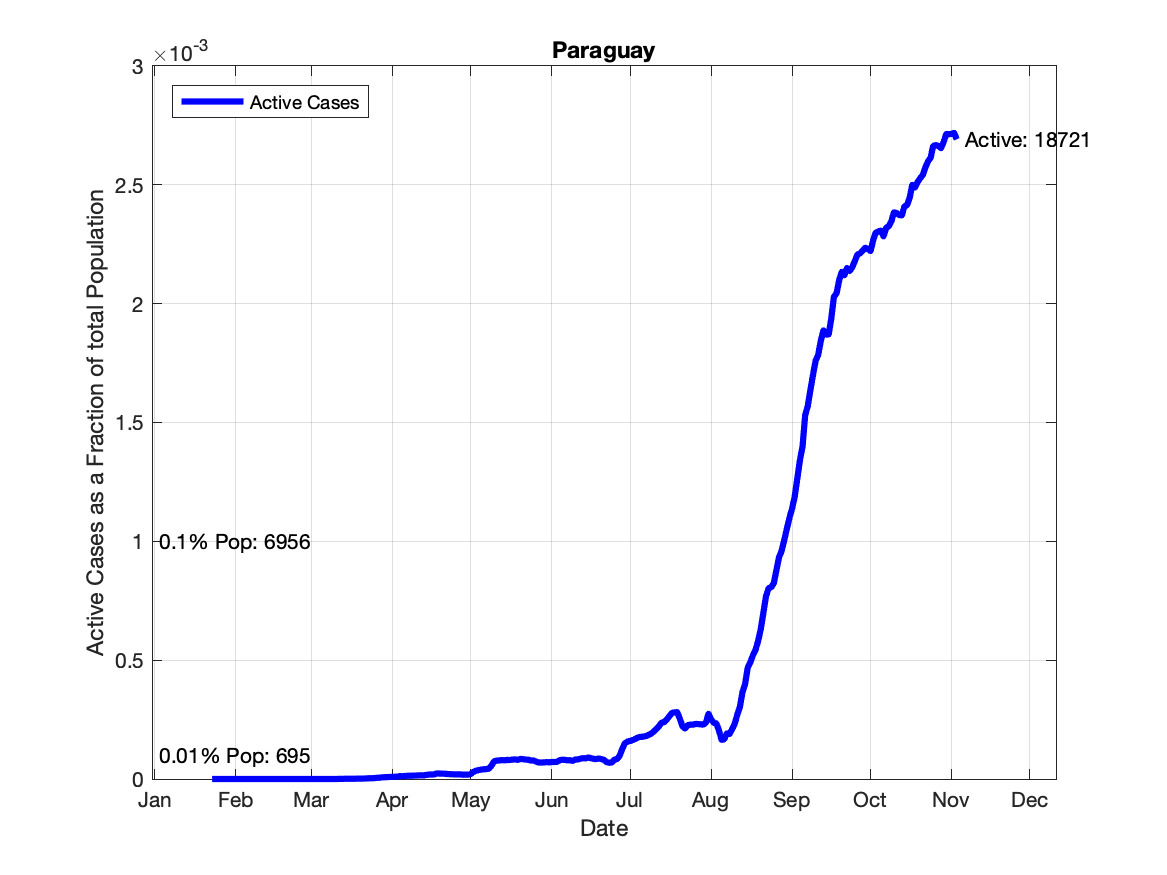 Paraguay
×10-3
3
2.5
2
1.5
1
0.5
0
Active Cases
Active: 18721
0.1% Pop: 6956
0.01% Pop: 695
Active Cases as a Fraction of total Population
Jan Feb Mar Apr May Jun Jul Aug Sep Oct Nov Dec
Date